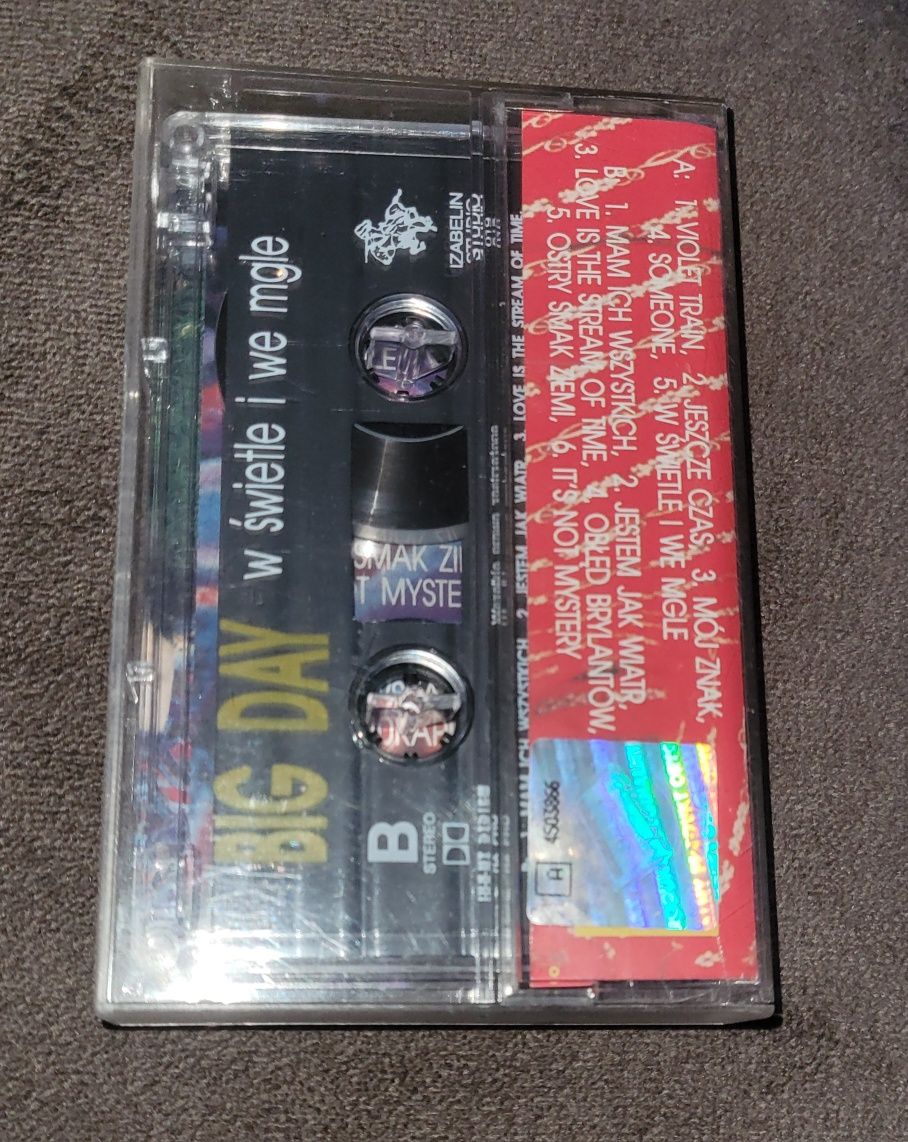 A: 1. VIOLET TRAIN, 2. JESZCZE CZAS, 3. MÓJ ZNAK,
4. SOMEONE, 5. W ŚWIETLE I WE MGLE
B: 1. MAM ICH WSZYSTKICH, 2. JESTEM JAK WIATR,
3. LOVE IS THE STREAM OF TIME, 4. OBŁĘD BRYLANTÓW,
5. OSTRY SMAK ZIEMI, 6. IT'S NOT MYSTERY
A
1. MAM ICH WSZYSTKICH 2. JESTEM JAK WIATR 3. LOVE IS THE STREAM OF TIME
IZABELIN
STUDIO
B
STEREO
SMAK ZI
T MYSTE
BIG DAY
w świetle i we mgle